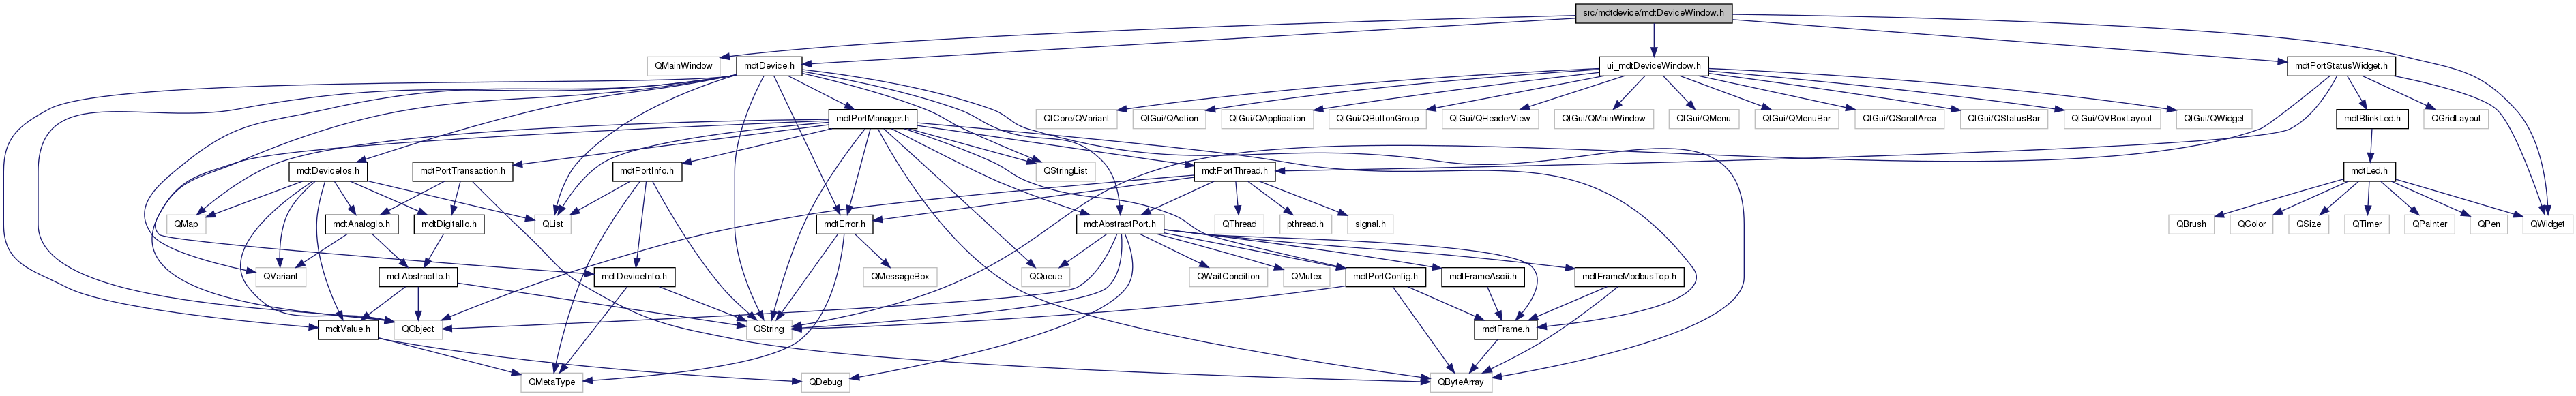 src/mdtdevice/mdtDeviceWindow.h
QMainWindow
mdtDevice.h
ui_mdtDeviceWindow.h
mdtPortStatusWidget.h
mdtPortManager.h
QtCore/QVariant
QtGui/QAction
QtGui/QApplication
QtGui/QButtonGroup
QtGui/QHeaderView
QtGui/QMainWindow
QtGui/QMenu
QtGui/QMenuBar
QtGui/QScrollArea
QtGui/QStatusBar
QtGui/QVBoxLayout
QtGui/QWidget
mdtBlinkLed.h
QGridLayout
mdtDeviceIos.h
mdtPortTransaction.h
mdtPortInfo.h
QStringList
mdtPortThread.h
mdtLed.h
QMap
mdtAnalogIo.h
mdtDigitalIo.h
QList
mdtError.h
mdtAbstractPort.h
QThread
pthread.h
signal.h
QBrush
QColor
QSize
QTimer
QPainter
QPen
QWidget
QVariant
mdtAbstractIo.h
mdtDeviceInfo.h
QMessageBox
QQueue
QWaitCondition
QMutex
mdtPortConfig.h
mdtFrameAscii.h
mdtFrameModbusTcp.h
mdtValue.h
QObject
QString
mdtFrame.h
QMetaType
QDebug
QByteArray